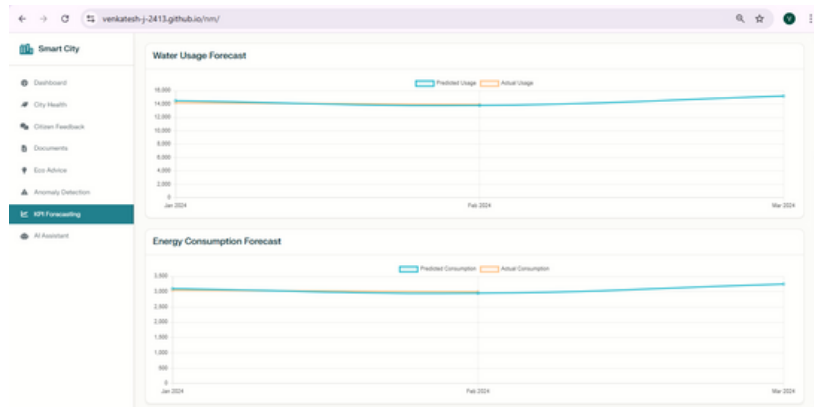 venkatesh-j-2413.github.io/nm/
V
Smart City
Dashboard
City Health
Citizen Feedback
Documents
Eco Advice
Anomaly Detection
KPI Forecasting
AI Assistant
Water Usage Forecast
Predicted Usage Actual Usage
16,000
14,000
12,000
10,000
8,000
6,000
4,000
2,000
0
Jan 2024 Feb 2024 Mar 2024
Energy Consumption Forecast
Predicted Consumption Actual Consumption
3,500
3,000
2,500
2,000
1,500
1,000
500
0
Jan 2024 Feb 2024 Mar 2024